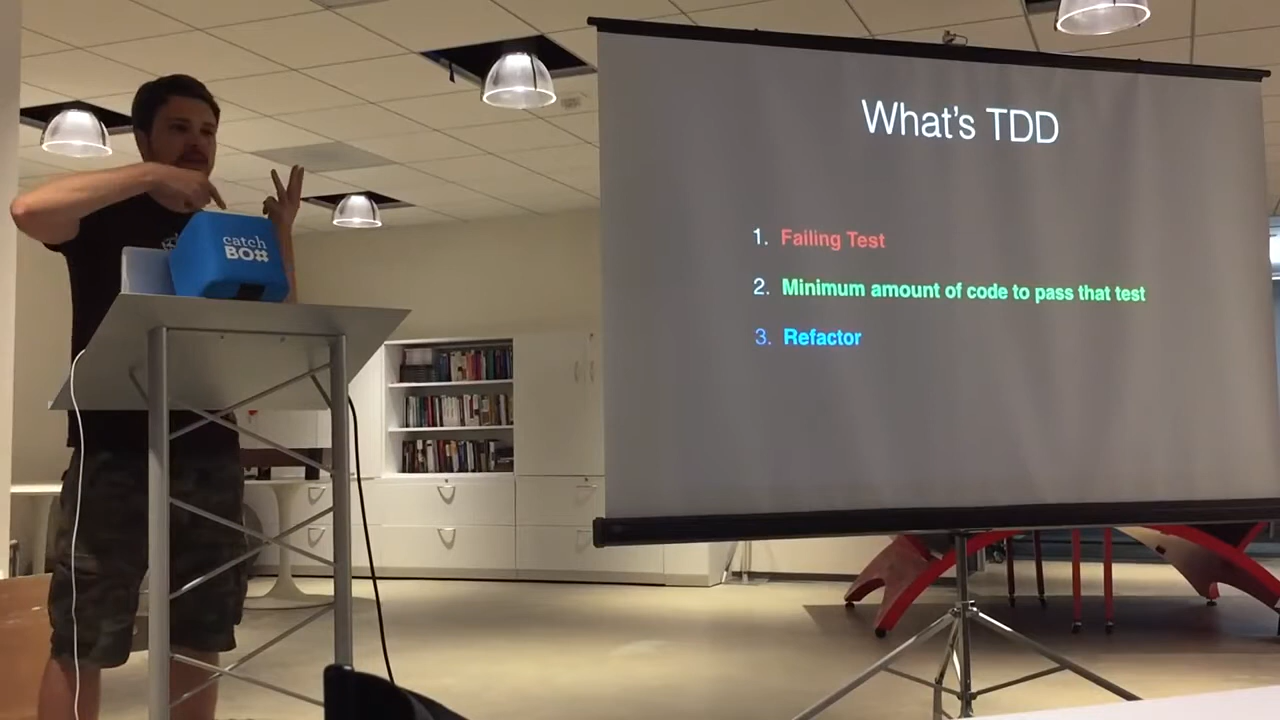 What's TDD
1. Failing Test
2. Minimum amount of code to pass that test
3. Refactor
catch
BOX